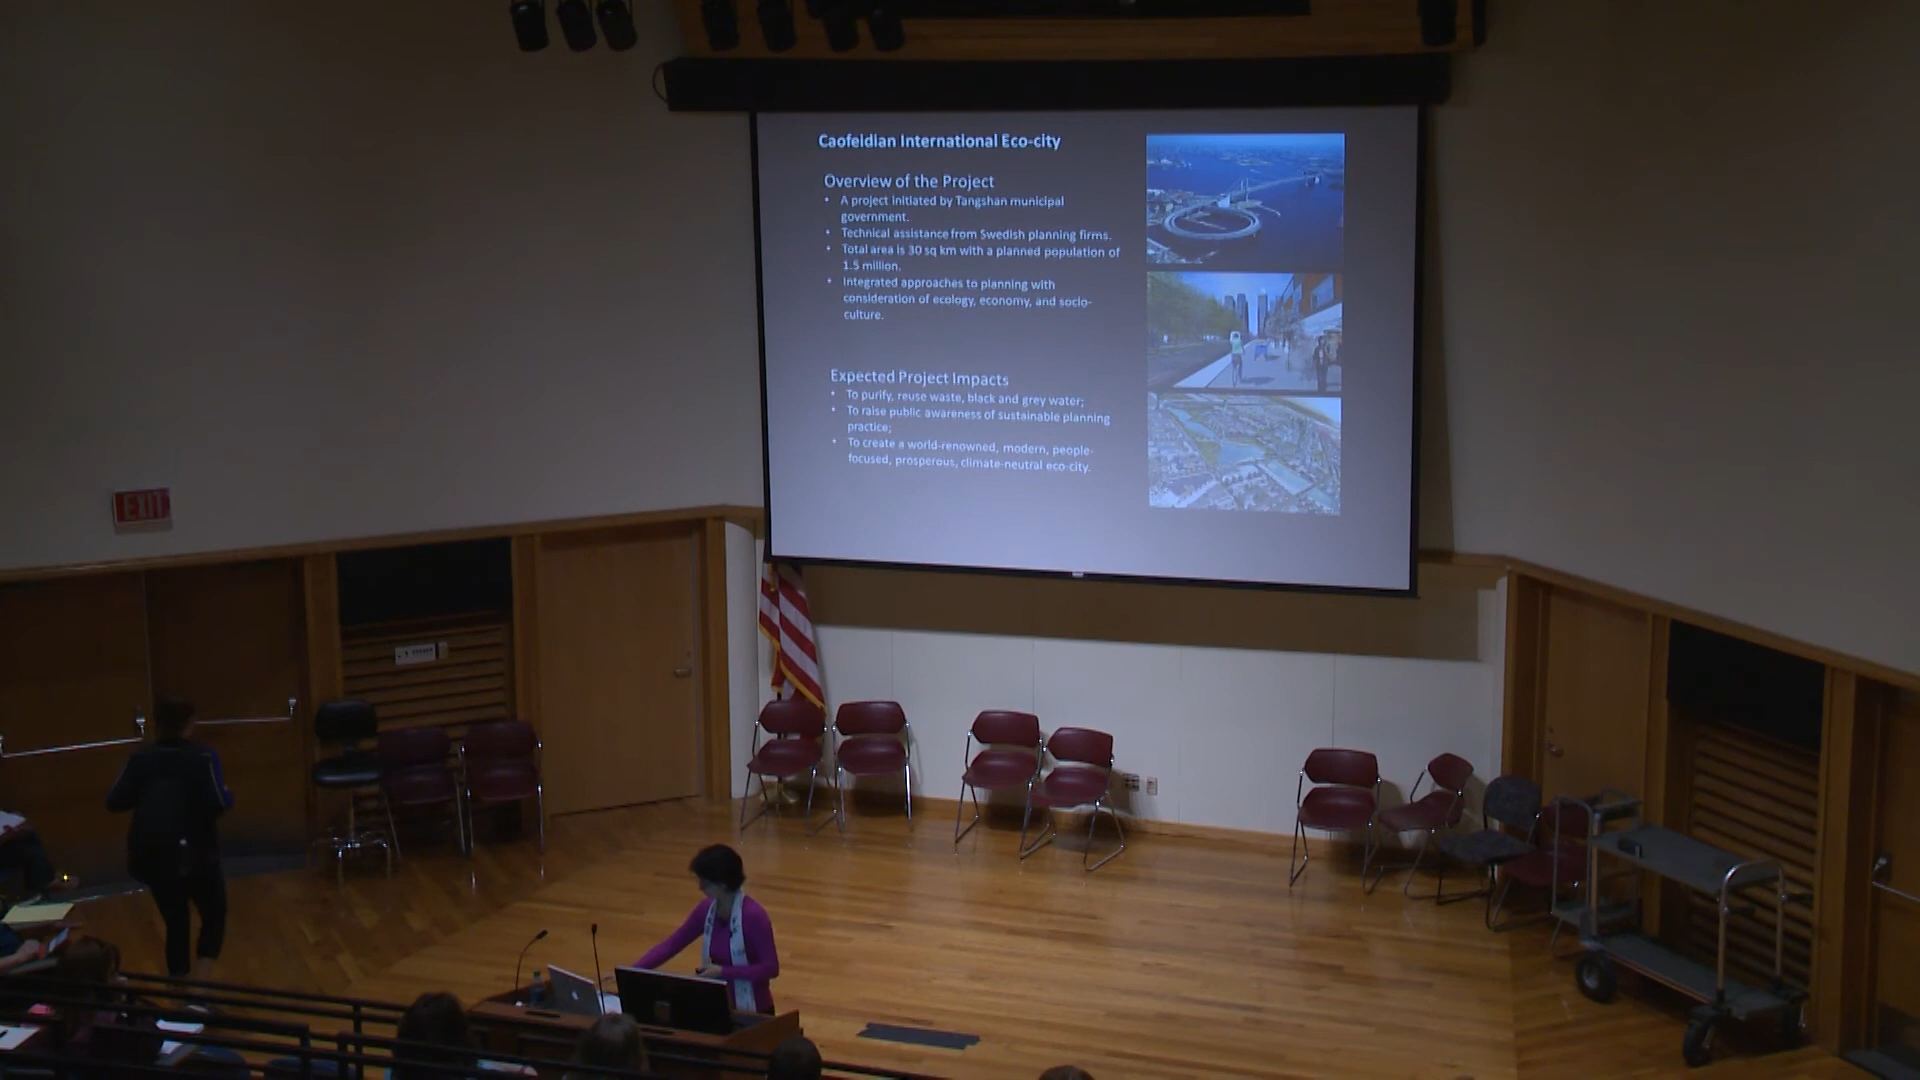 Caofeidian International Eco-city
Overview of the Project
• A project initiated by Tangshan municipal
government.
• Technical assistance from Swedish planning firms.
• Total area is 30 sq km with a planned population of
1.5 million.
• Integrated approaches to planning with
consideration of ecology, economy, and socio-
culture.
Expected Project Impacts
• To purify, reuse waste, black and grey water;
• To raise public awareness of sustainable planning
practice;
• To create a world-renowned, modern, people-
focused, prosperous, climate-neutral eco-city.
EXIT